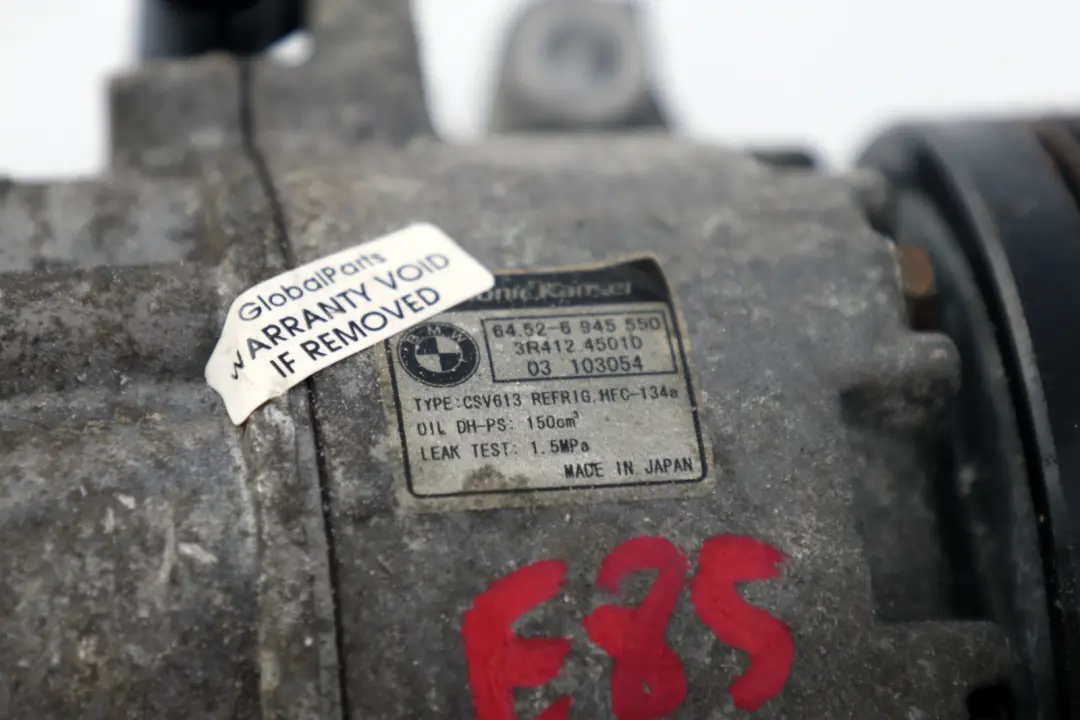 GlobalParts
WARRANTY VOID
IF REMOVED
BMW
64.52-6 945 550
3R412 45010
03 103054
TYPE:CSV613 REFRIG.HFC-134a
OIL DH-PS: 150cm³
LEAK TEST: 1.5MPa
MADE IN JAPAN
E85